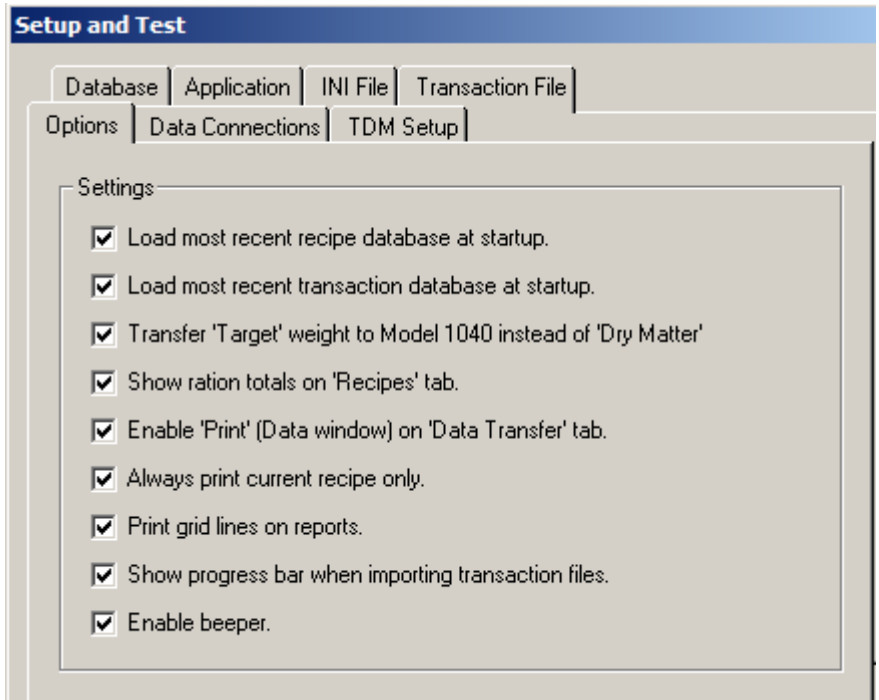 Setup and Test
Database Application INI File Transaction File
Options Data Connections TDM Setup
Settings
Load most recent recipe database at startup.
Load most recent transaction database at startup.
Transfer 'Target' weight to Model 1040 instead of 'Dry Matter'
Show ration totals on 'Recipes' tab.
Enable 'Print' (Data window) on 'Data Transfer' tab.
Always print current recipe only.
Print grid lines on reports.
Show progress bar when importing transaction files.
Enable beeper.